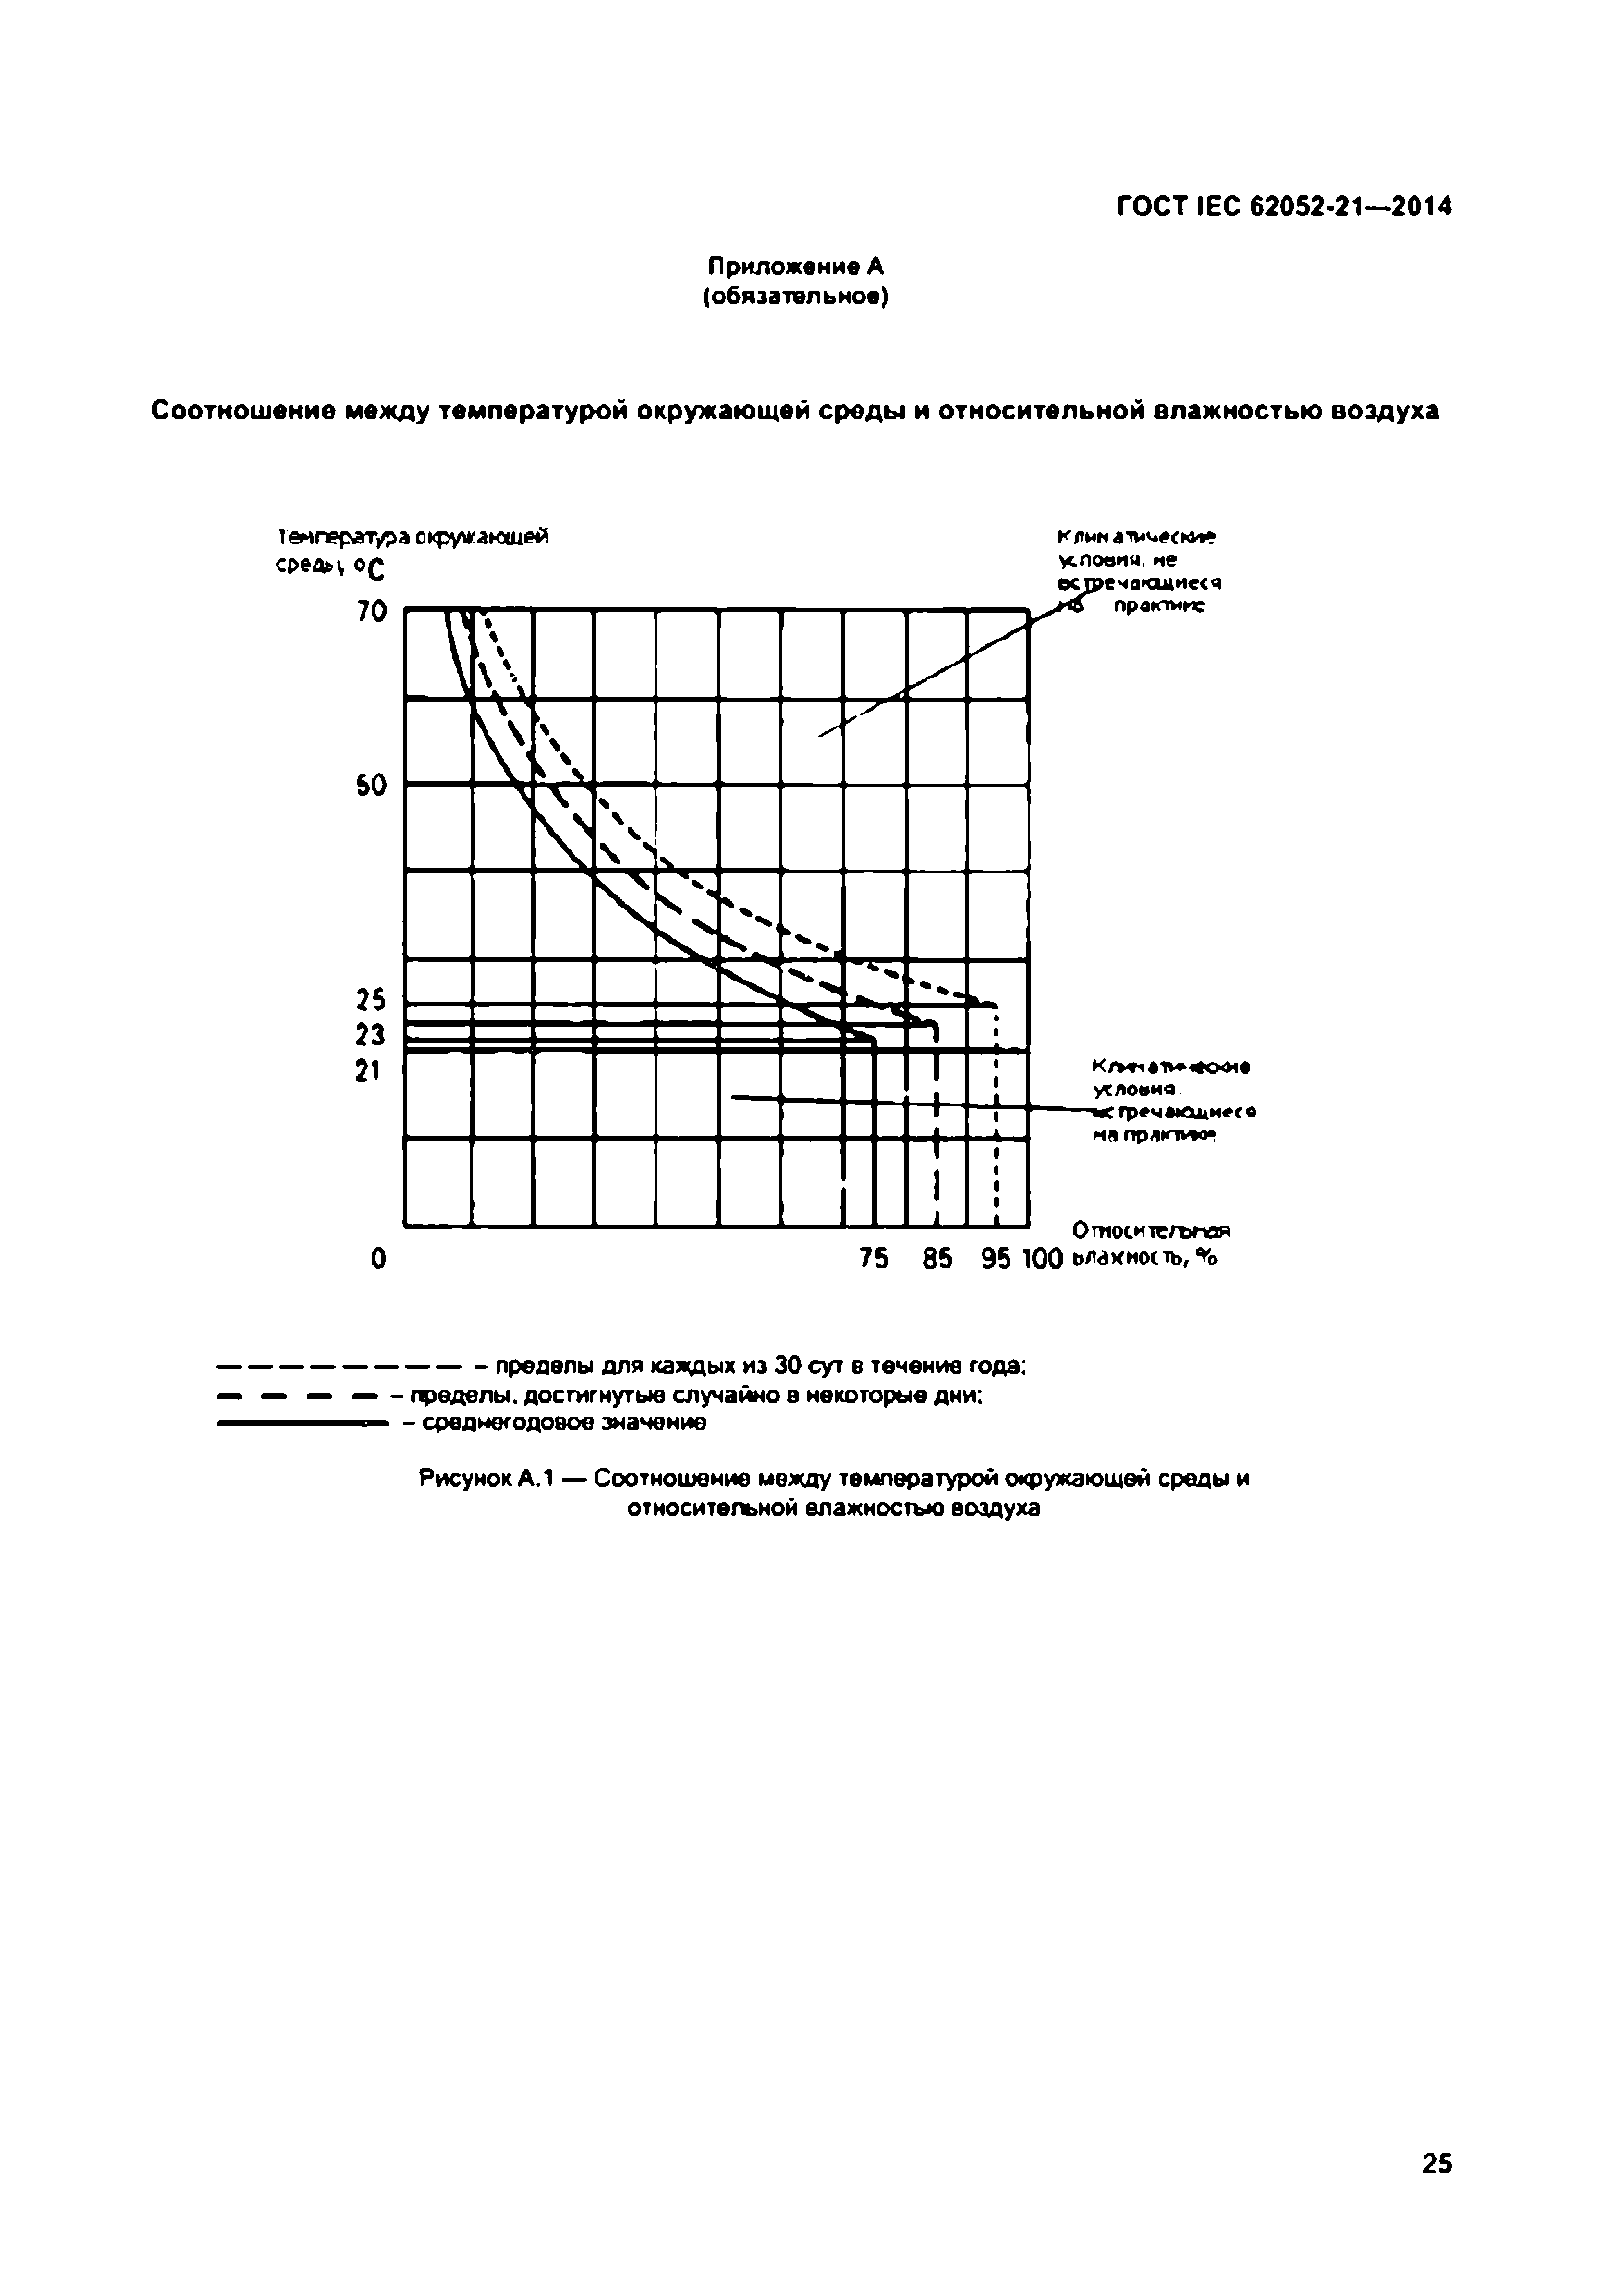 ГОСТ IEC 62052-21—2014
Приложение А
(обязательное)
Соотношение между температурой окружающей среды и относительной влажностью воздуха
Температура окружающей
среды, °С
Климатические
условия, не
встречающиеся
на практике
70
50
25
23
21
Климатические
условия,
встречающиеся
на практике
0
75
85
95
100
Относительная
влажность, %
– пределы для каждых из 30 сут в течение года;
– пределы, достигнутые случайно в некоторые дни;
– среднегодовое значение
Рисунок А.1 — Соотношение между температурой окружающей среды и
относительной влажностью воздуха
25